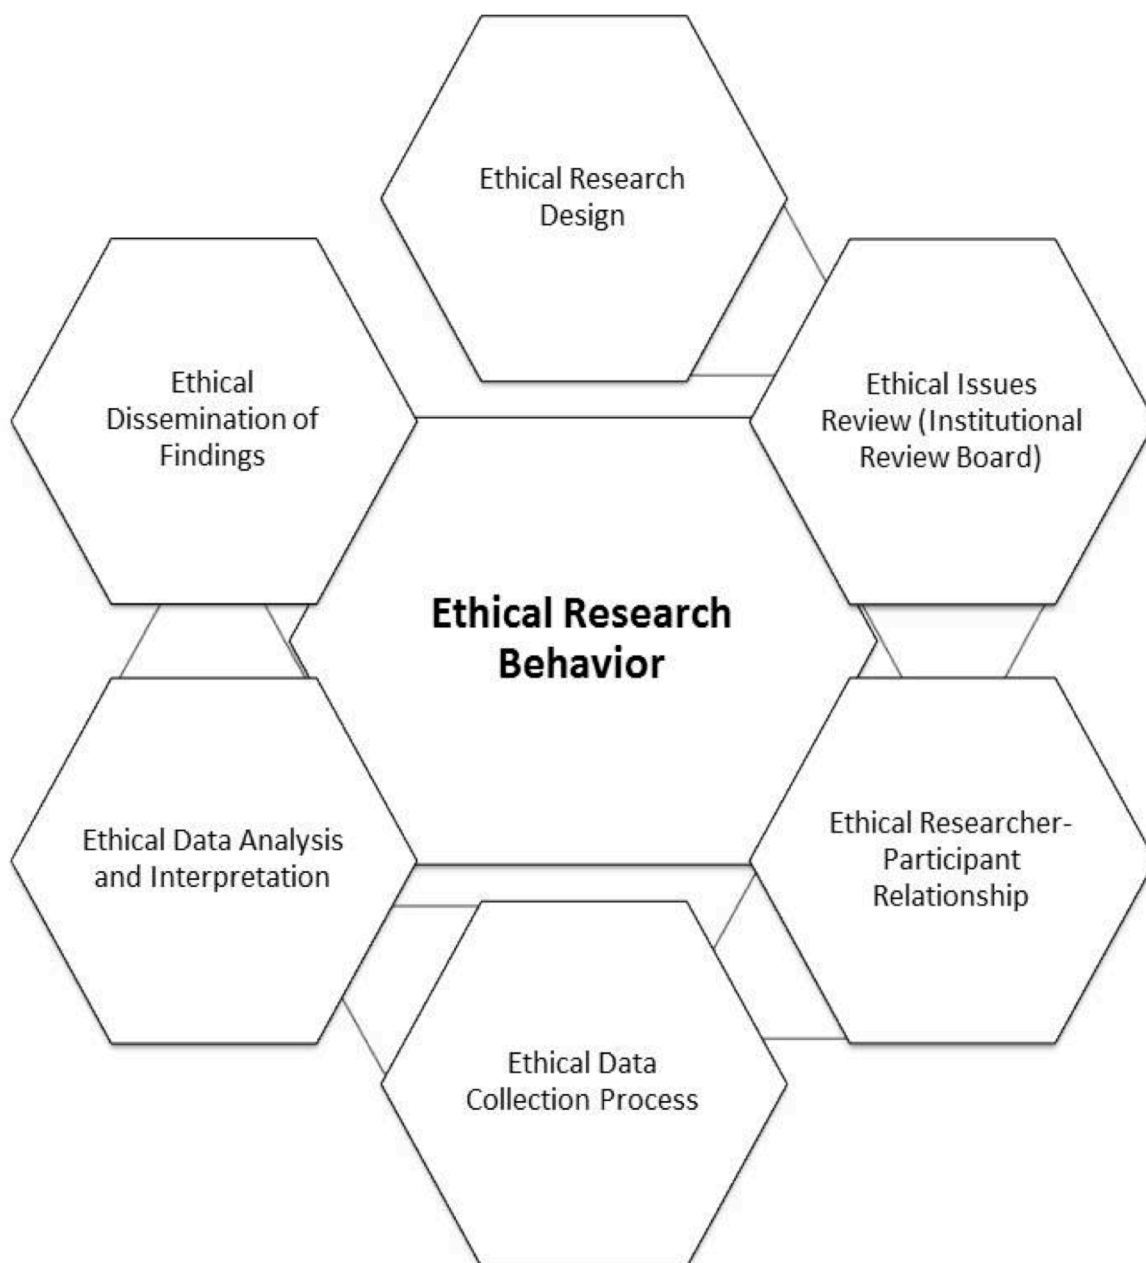 Ethical Research
Design
Ethical Issues
Review (Institutional
Review Board)
Ethical Researcher-
Participant
Relationship
Ethical Data
Collection Process
Ethical Data Analysis
and Interpretation
Ethical
Dissemination of
Findings
Ethical Research
Behavior